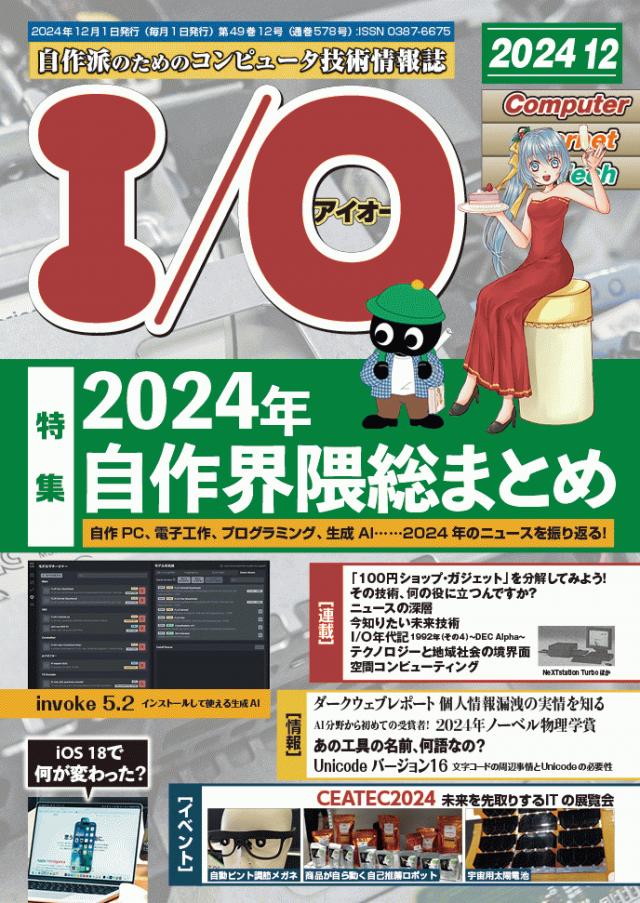 2024年12月1日発行（毎月1日発行）第49巻12号（通巻578号）:ISSN 0387-6675
自作派のためのコンピュータ技術情報誌
2024 12
I/O
アイオー
Computer
特集
2024年
自作界隈総まとめ
自作PC、電子工作、プログラミング、生成AI……2024年のニュースを振り返る!
invoke 5.2 インストールして使える生成AI
iOS 18で
何が変わった?
［連載］
「100円ショップ・ガジェット」を分解してみよう!
その技術、何の役に立つんですか?
ニュースの深層
今知りたい未来技術
I/O年代記 1992年(その4)~DEC Alpha~
テクノロジーと地域社会の境界面
空間コンピューティング
NeXTstation Turbo ほか
［情報］
ダークウェブレポート 個人情報漏洩の実情を知る
AI分野から初めての受賞者! 2024年ノーベル物理学賞
あの工具の名前、何語なの?
Unicode バージョン16 文字コードの周辺事情とUnicodeの必要性
［イベント］
CEATEC2024 未来を先取りするITの展覧会
自動ピント調節メガネ
商品が自ら動く自己推薦ロボット
宇宙用太陽電池